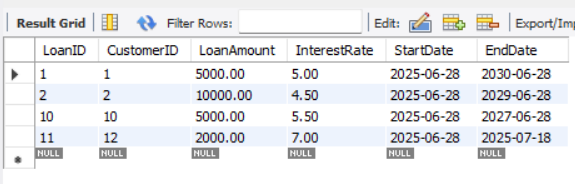 Result Grid Filter Rows: Edit: Export/Imp
LoanID CustomerID LoanAmount InterestRate StartDate EndDate
1 1 5000.00 5.00 2025-06-28 2030-06-28
2 2 10000.00 4.50 2025-06-28 2029-06-28
10 10 5000.00 5.50 2025-06-28 2027-06-28
11 12 2000.00 7.00 2025-06-28 2025-07-18
NULL NULL NULL NULL NULL NULL